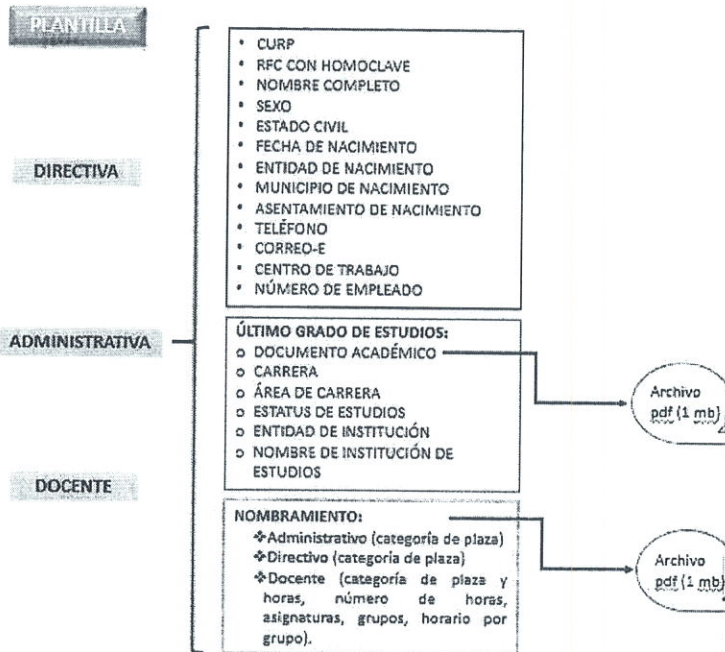 PLANTILLA
DIRECTIVA
ADMINISTRATIVA
DOCENTE
• CURP
• RFC CON HOMOCLAVE
• NOMBRE COMPLETO
• SEXO
• ESTADO CIVIL
• FECHA DE NACIMIENTO
• ENTIDAD DE NACIMIENTO
• MUNICIPIO DE NACIMIENTO
• ASENTAMIENTO DE NACIMIENTO
• TELÉFONO
• CORREO-E
• CENTRO DE TRABAJO
• NÚMERO DE EMPLEADO
ÚLTIMO GRADO DE ESTUDIOS:
o DOCUMENTO ACADÉMICO
o CARRERA
o ÁREA DE CARRERA
o ESTATUS DE ESTUDIOS
o ENTIDAD DE INSTITUCIÓN
o NOMBRE DE INSTITUCIÓN DE
ESTUDIOS
Archivo
pdf (1 mb)
NOMBRAMIENTO:
❖Administrativo (categoría de plaza)
❖Directivo (categoría de plaza)
❖Docente (categoría de plaza y
horas, número de horas,
asignaturas, grupos, horario por
grupo).
Archivo
pdf (1 mb)